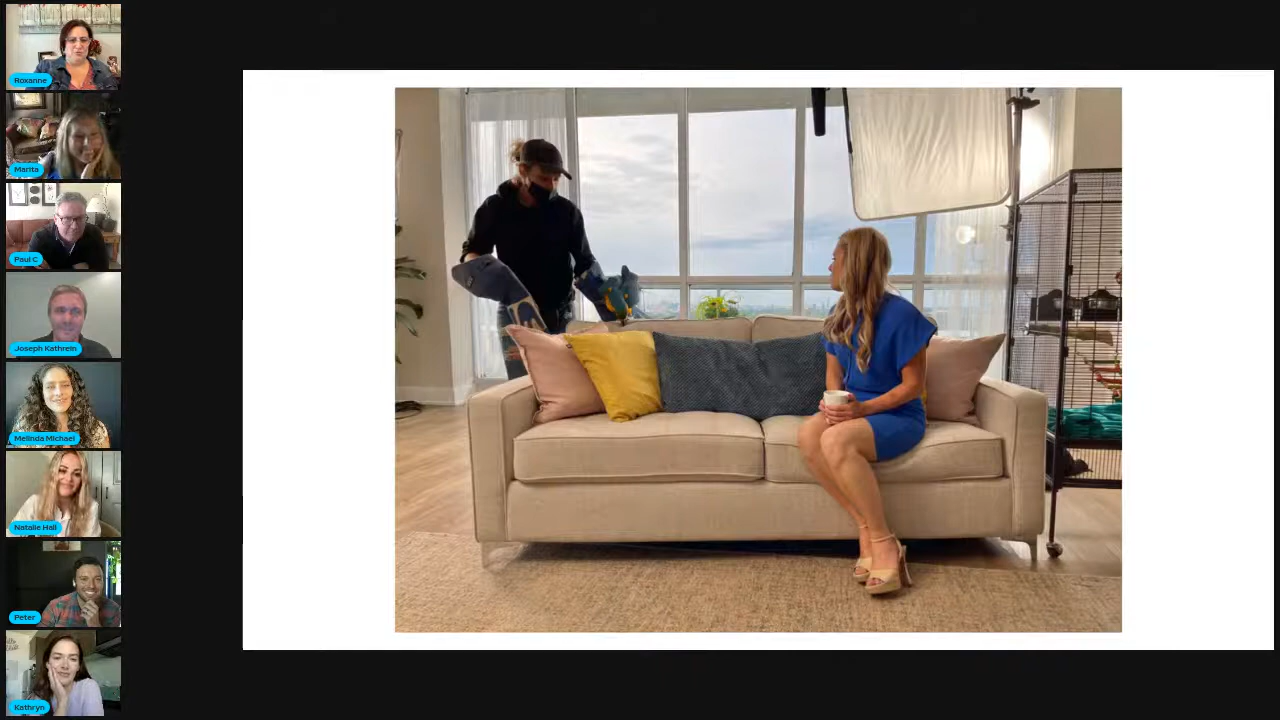 Roxanne
Marita
Paul C
Joseph Kathrein
Melinda Michael
Natalie Hall
Peter
Kathryn